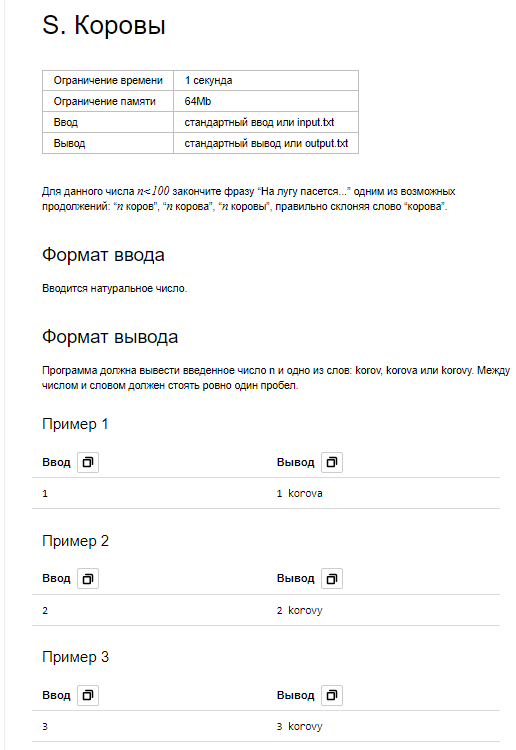 S. Коровы
Ограничение времени 1 секунда
Ограничение памяти 64Mb
Ввод стандартный ввод или input.txt
Вывод стандартный вывод или output.txt
Для данного числа n<100 закончите фразу “На лугу пасется...” одним из возможных
продолжений: “n коров”, “n корова”, “n коровы”, правильно склоняя слово “корова”.
Формат ввода
Вводится натуральное число.
Формат вывода
Программа должна вывести введенное число n и одно из слов: korov, korova или korovy. Между
числом и словом должен стоять ровно один пробел.
Пример 1
Ввод Вывод
1 1 korova
Пример 2
Ввод Вывод
2 2 korovy
Пример 3
Ввод Вывод
3 3 korovy